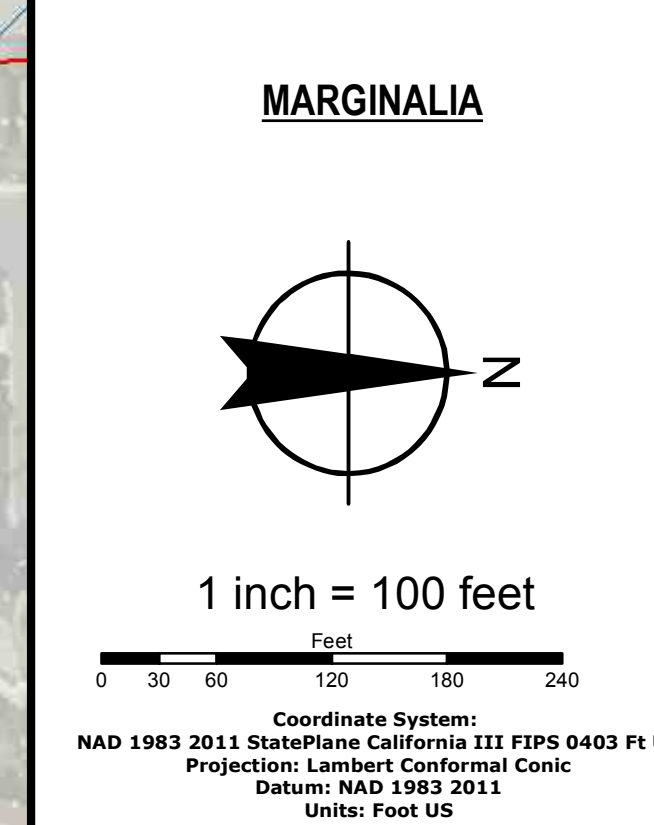 MARGINALIA
N
1 inch = 100 feet
Feet
0 30 60 120 180 240
Coordinate System:
NAD 1983 2011 StatePlane California III FIPS 0403 Ft
Projection: Lambert Conformal Conic
Datum: NAD 1983 2011
Units: Foot US